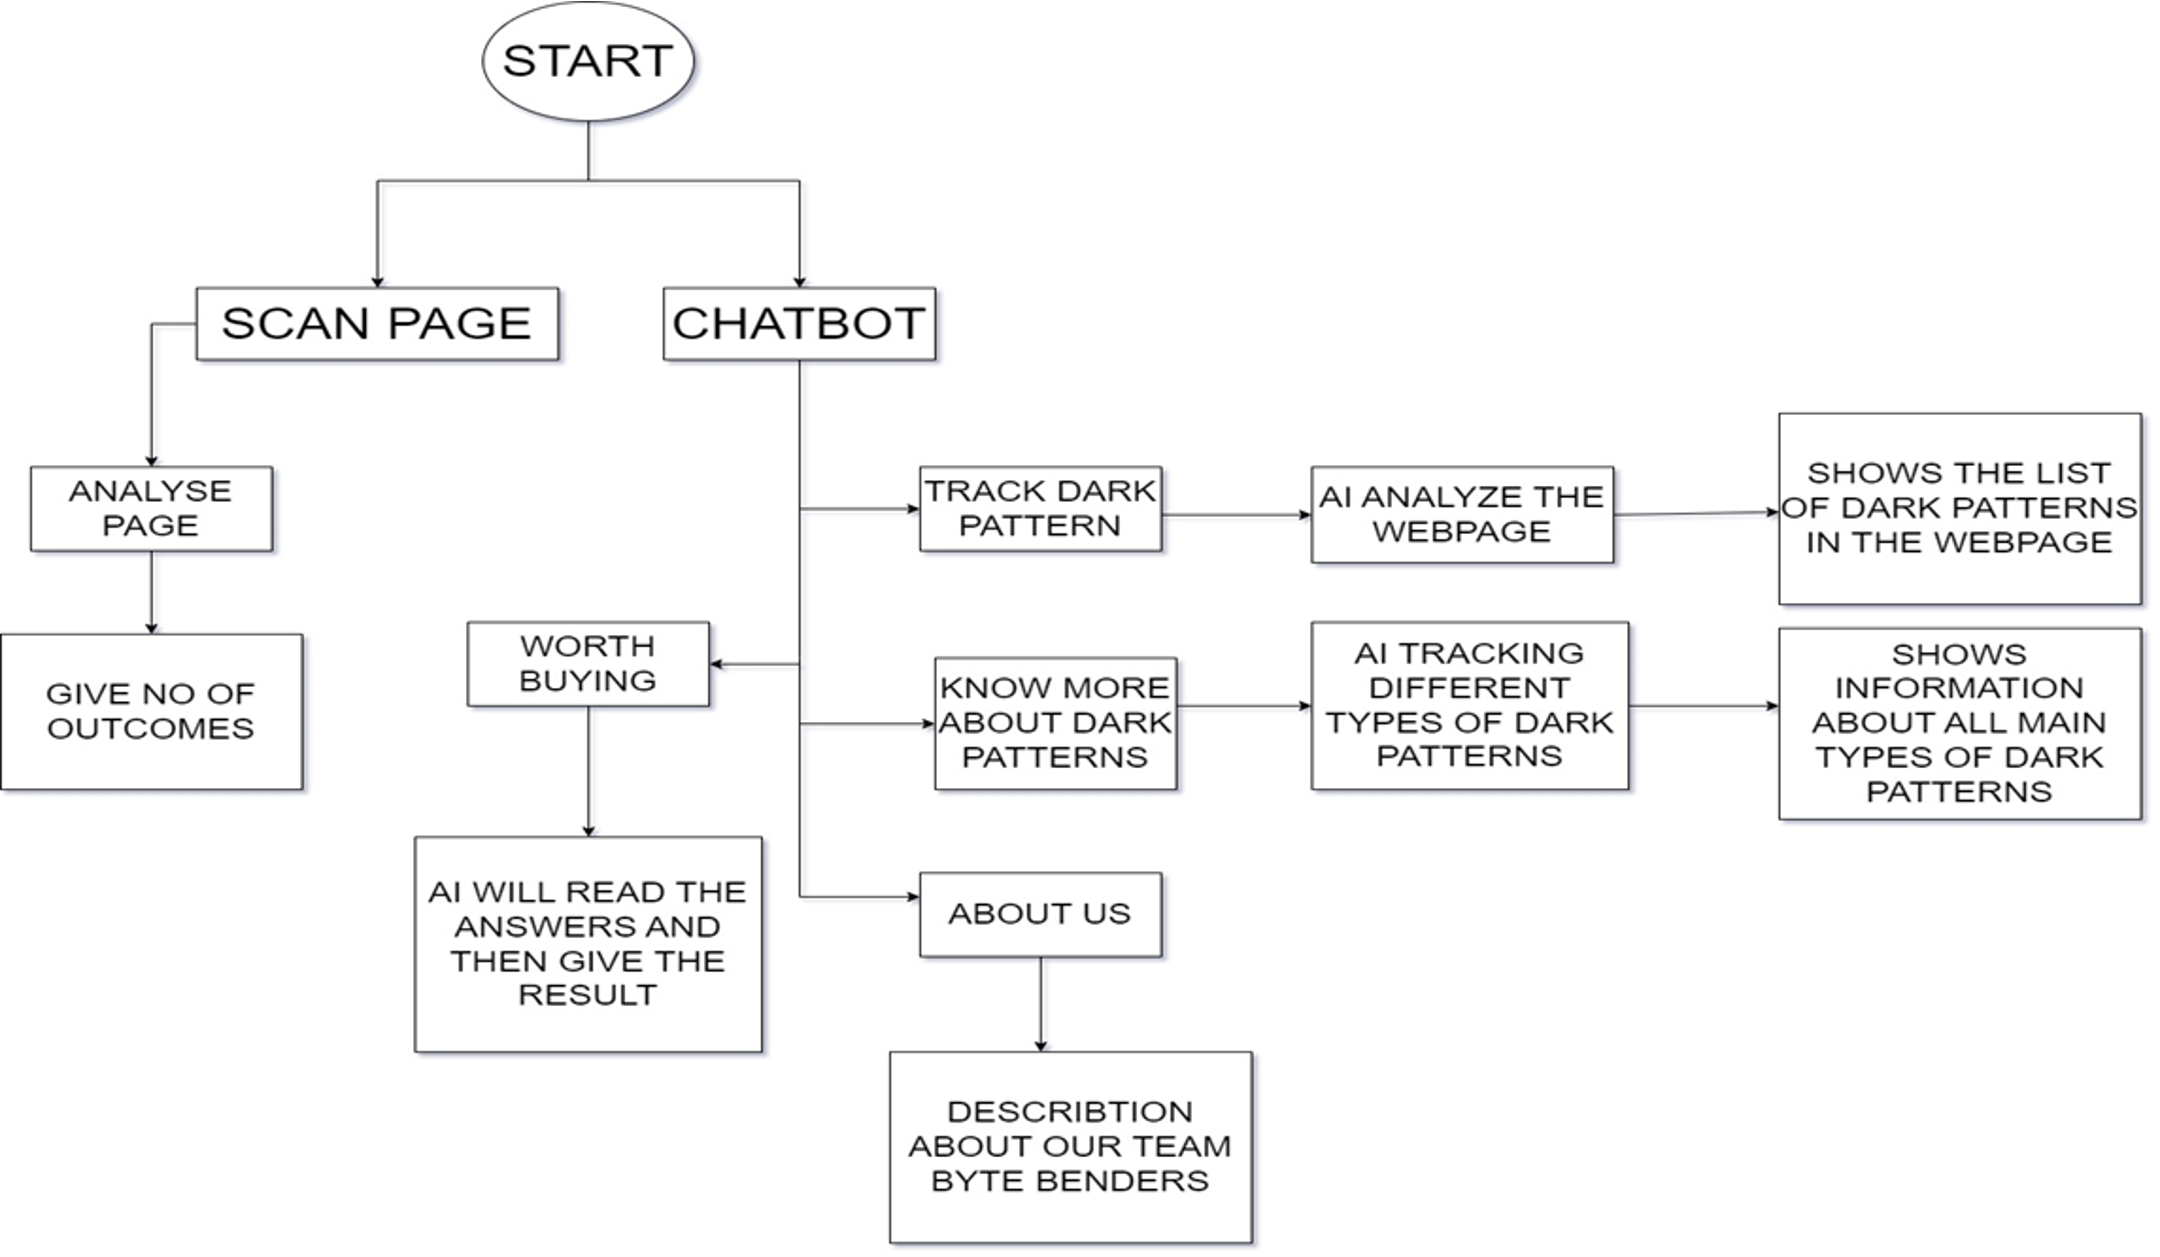 START
SCAN PAGE
CHATBOT
ANALYSE
PAGE
GIVE NO OF
OUTCOMES
TRACK DARK
PATTERN
AI ANALYZE THE
WEBPAGE
SHOWS THE LIST
OF DARK PATTERNS
IN THE WEBPAGE
WORTH
BUYING
AI WILL READ THE
ANSWERS AND
THEN GIVE THE
RESULT
KNOW MORE
ABOUT DARK
PATTERNS
AI TRACKING
DIFFERENT
TYPES OF DARK
PATTERNS
SHOWS
INFORMATION
ABOUT ALL MAIN
TYPES OF DARK
PATTERNS
ABOUT US
DESCRIBTION
ABOUT OUR TEAM
BYTE BENDERS